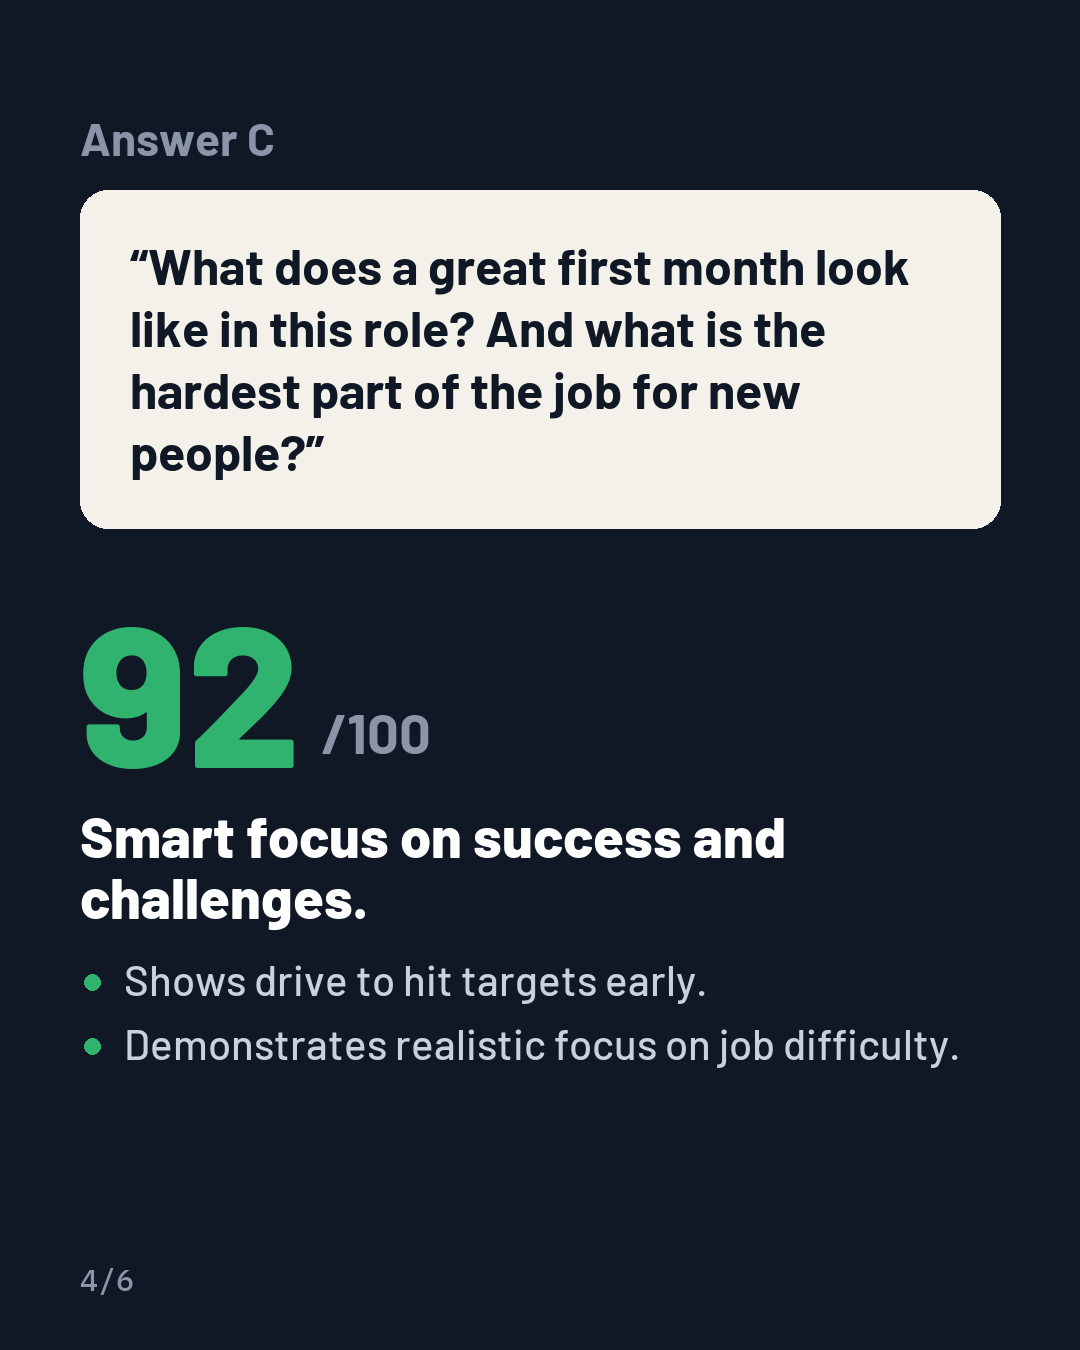 Answer C
“What does a great first month look
like in this role? And what is the
hardest part of the job for new
people?”
92 /100
Smart focus on success and
challenges.
• Shows drive to hit targets early.
• Demonstrates realistic focus on job difficulty.
4/6